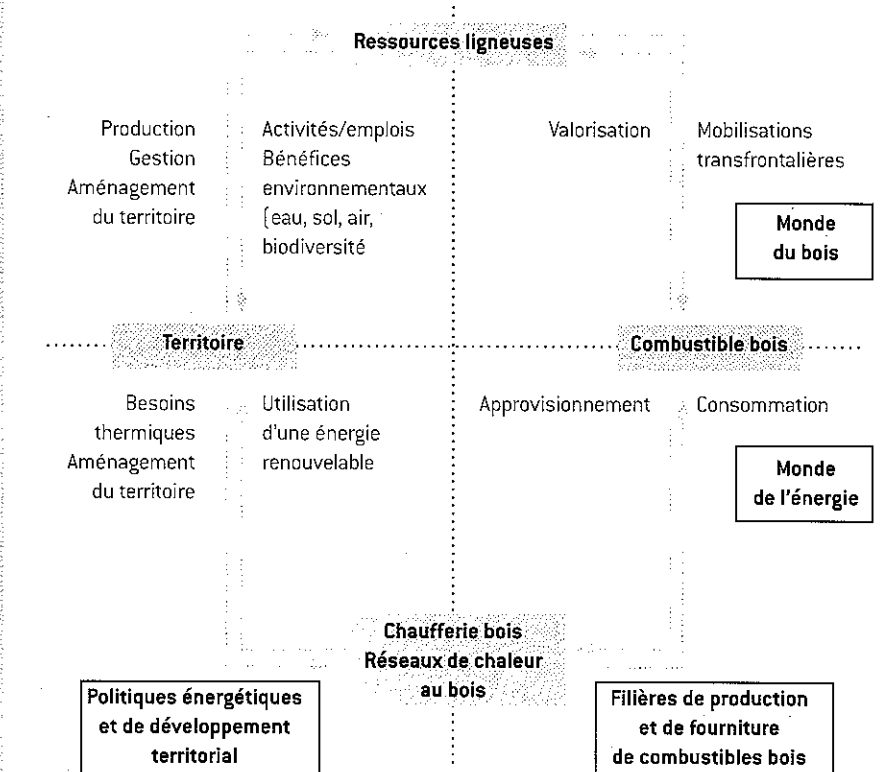 Ressources ligneuses
Production
Gestion
Aménagement
du territoire
Activités/emplois
Bénéfices
environnementaux
(eau, sol, air,
biodiversité
Valorisation
Mobilisations
transfrontalières
Monde
du bois
Territoire
Combustible bois
Besoins
thermiques
Aménagement
du territoire
Utilisation
d'une énergie
renouvelable
Approvisionnement
Consommation
Monde
de l'énergie
Chaufferie bois
Réseaux de chaleur
au bois
Politiques énergétiques
et de développement
territorial
Filières de production
et de fourniture
de combustibles bois